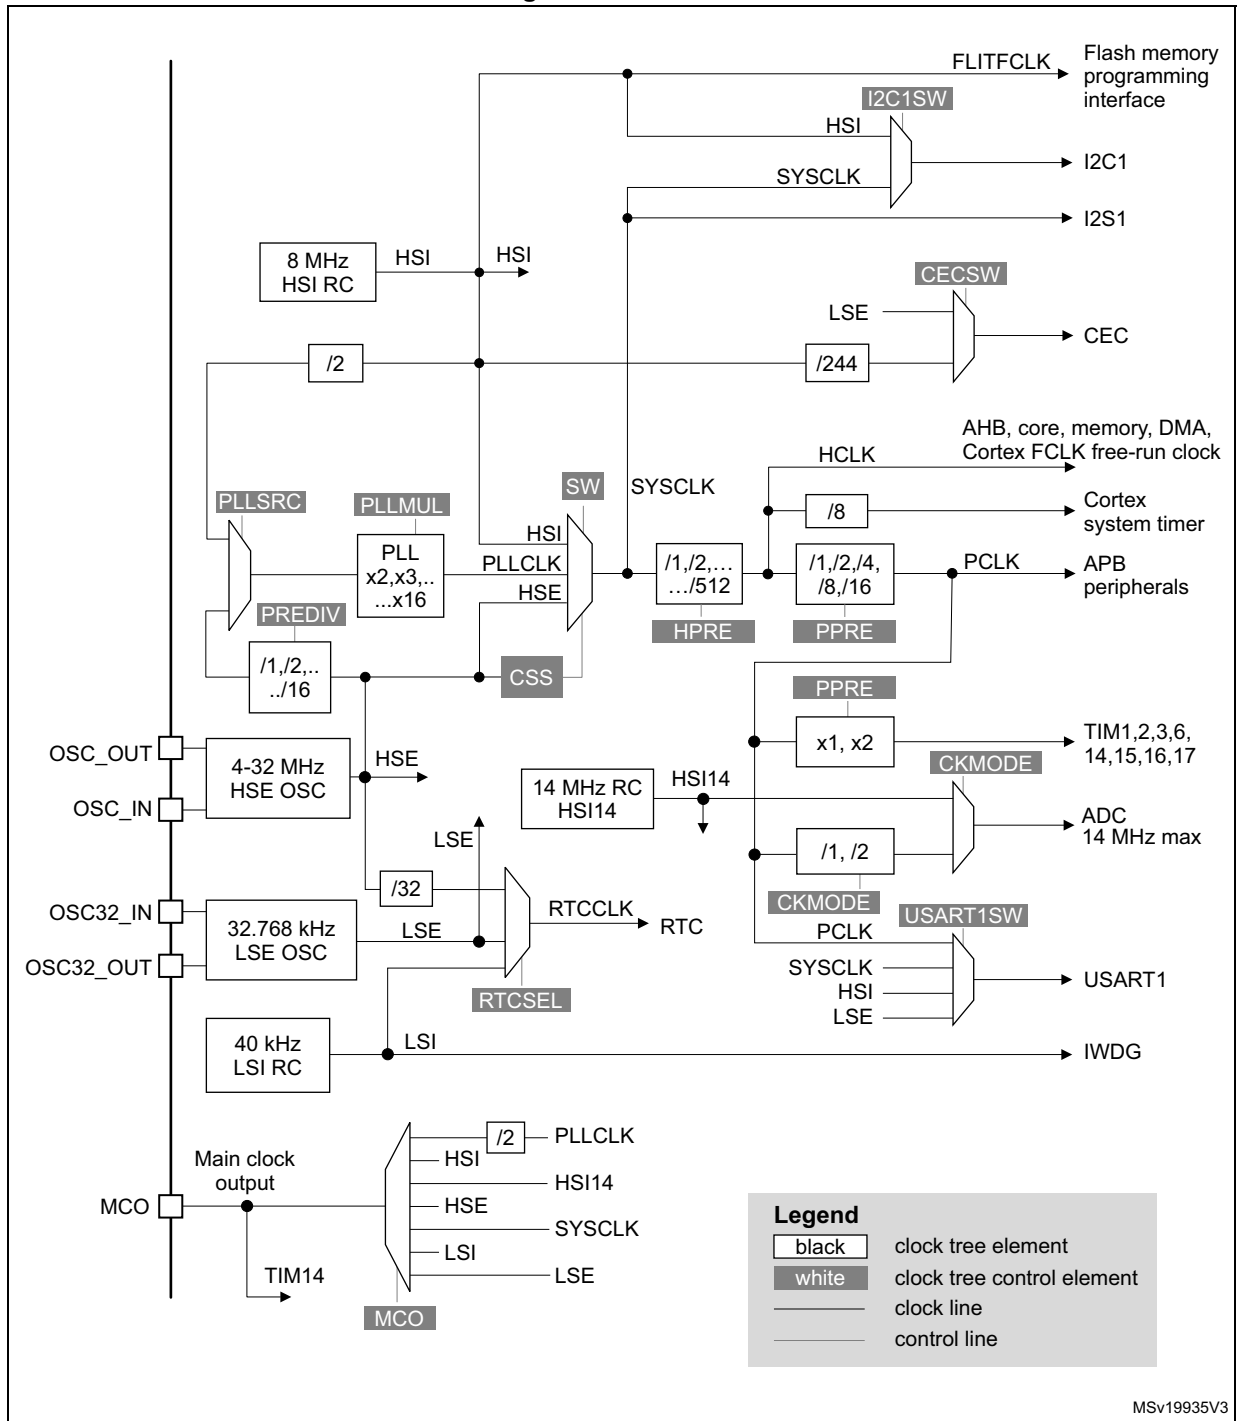 FLITFCLK
Flash memory
programming
interface
I2C1SW
HSI
I2C1
SYSCLK
I2S1
8 MHz
HSI RC
HSI
HSI
CECSW
LSE
CEC
/2
/244
AHB, core, memory, DMA,
Cortex FCLK free-run clock
HCLK
SW
SYSCLK
PLLSRC
PLLMUL
/8
Cortex
system timer
HSI
PLL
x2,x3,..
...x16
PLLCLK
HSE
/1,/2,…
…/512
/1,/2,/4,
/8,/16
PCLK
APB
peripherals
PREDIV
HPRE
PPRE
/1,/2,..
../16
CSS
PPRE
OSC_OUT
4-32 MHz
HSE OSC
HSE
x1, x2
TIM1,2,3,6,
14,15,16,17
OSC_IN
14 MHz RC
HSI14
HSI14
CKMODE
ADC
14 MHz max
LSE
/1, /2
/32
CKMODE
OSC32_IN
32.768 kHz
LSE OSC
LSE
RTCCLK
RTC
USART1SW
PCLK
OSC32_OUT
SYSCLK
HSI
LSE
USART1
RTCSEL
40 kHz
LSI RC
LSI
IWDG
/2
PLLCLK
HSI
Main clock
output
HSI14
MCO
HSE
SYSCLK
LSI
TIM14
LSE
MCO
Legend
black
clock tree element
white
clock tree control element
clock line
control line
MSv19935V3